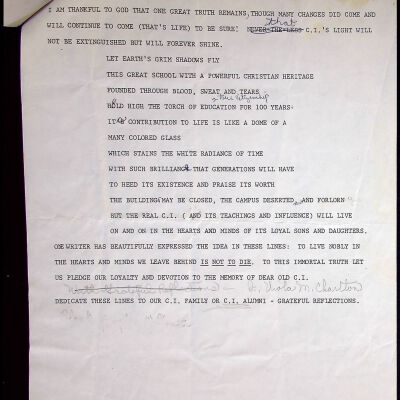 I AM THANKFUL TO GOD THAT ONE GREAT TRUTH REMAINS, THOUGH MANY CHANGES DID COME AND
that
WILL CONTINUE TO COME (THAT'S LIFE) TO BE SURE! NEVER-THE-LESS C.I.'S LIGHT WILL
NOT BE EXTINGUISHED BUT WILL FOREVER SHINE.
LET EARTH'S GRIM SHADOWS FLY
THIS GREAT SCHOOL WITH A POWERFUL CHRISTIAN HERITAGE
FOUNDED THROUGH BLOOD, SWEAT AND TEARS
HOLD HIGH THE TORCH OF EDUCATION FOR 100 YEARS.
CONTRIBUTION TO LIFE IS LIKE A DOME OF A
MANY COLORED GLASS
WHICH STAINS THE WHITE RADIANCE OF TIME
WITH SUCH BRILLIANCE THAT GENERATIONS WILL HAVE
TO HEED ITS EXISTENCE AND PRAISE ITS WORTH
THE BUILDING MAY BE CLOSED, THE CAMPUS DESERTED, AND FORLORN
BUT THE REAL C.I. ( AND ITS TEACHINGS AND INFLUENCE) WILL LIVE
ON AND ON IN THE HEARTS AND MINDS OF ITS LOYAL SONS AND DAUGHTERS.
ONE WRITER HAS BEAUTIFULLY EXPRESSED THE IDEA IN THESE LINES: TO LIVE NOBLY IN
THE HEARTS AND MINDS WE LEAVE BEHIND IS NOT TO DIE. TO THIS IMMORTAL TRUTH LET
US PLEDGE OUR LOYALTY AND DEVOTION TO THE MEMORY OF DEAR OLD C.I.
With Grateful Reflections - Viola M. Charlton
DEDICATE THESE LINES TO OUR C.I. FAMILY OR C.I. ALUMNI - GRATEFUL REFLECTIONS.